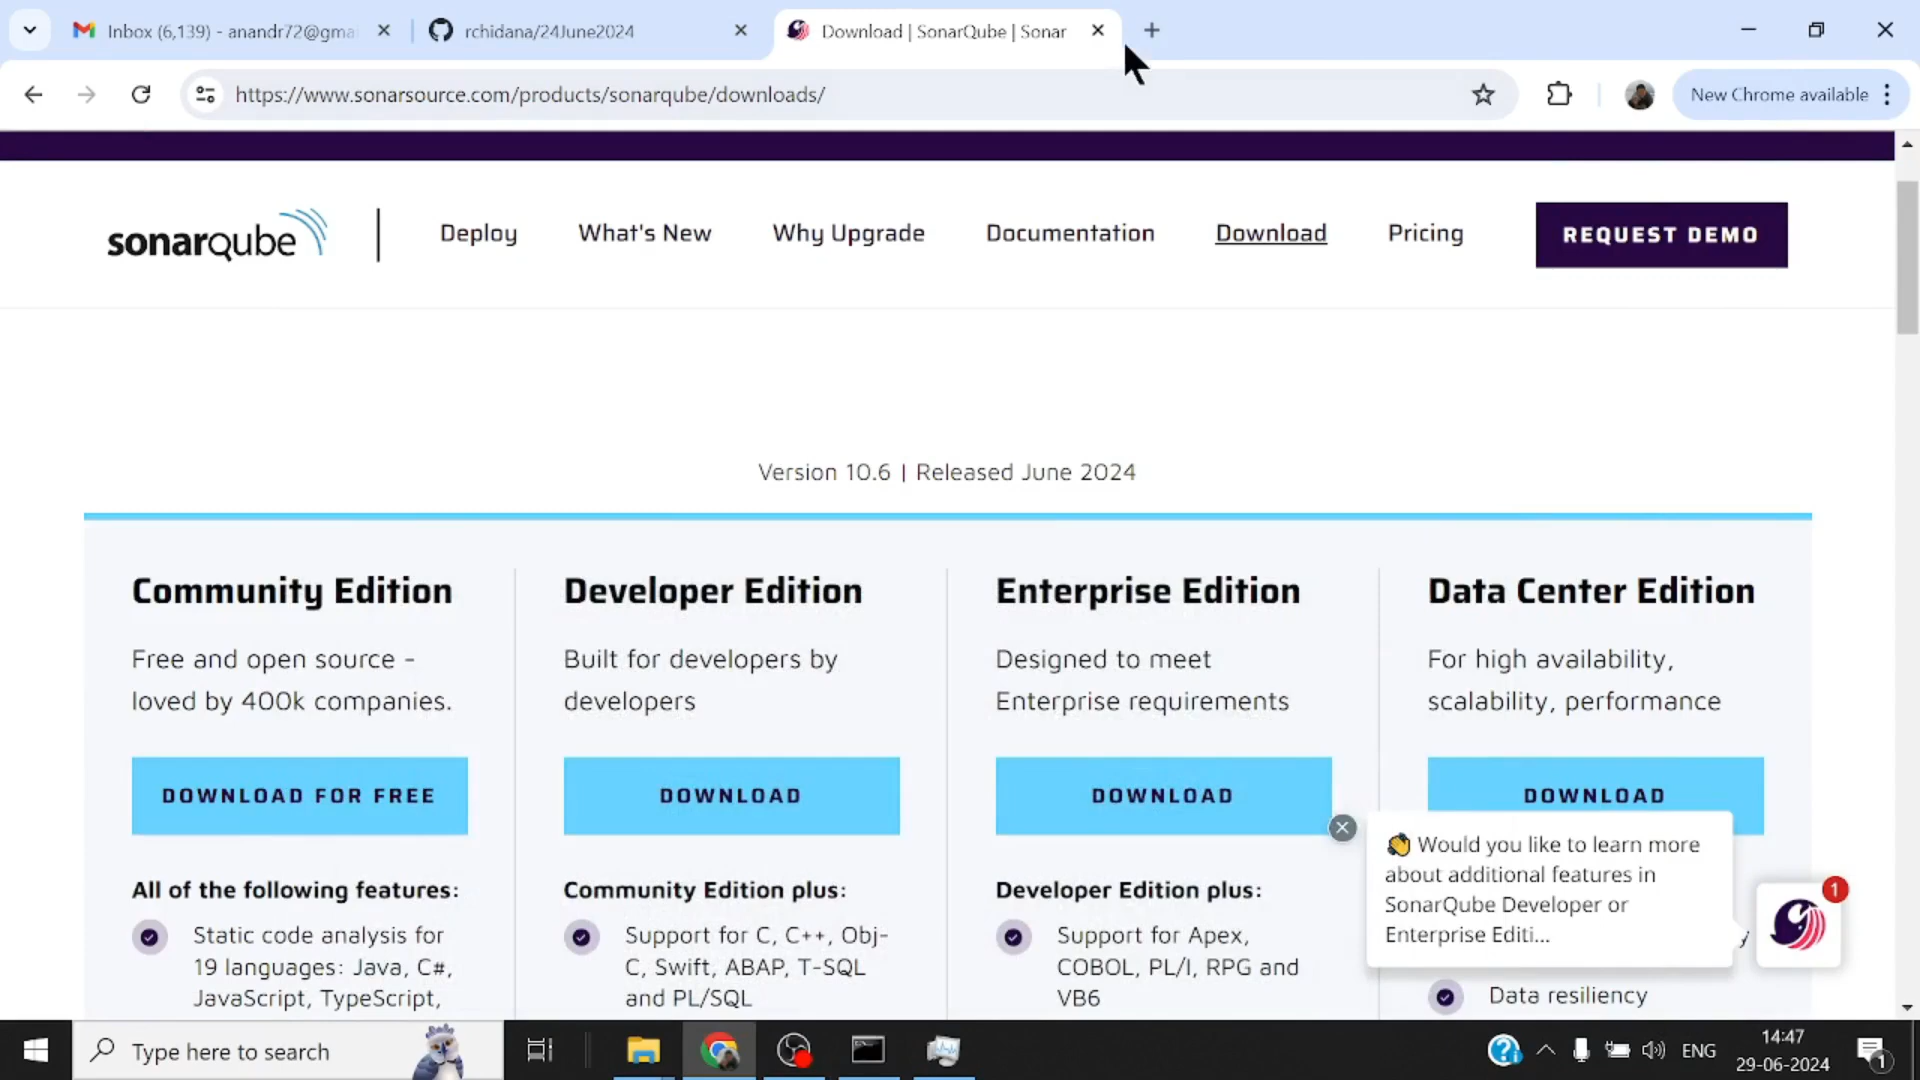 Inbox (6,139) - anandr72@gma
rchidana/24June2024
Download | SonarQube | Sonar
https://www.sonarsource.com/products/sonarqube/downloads/
New Chrome available
sonarqube
Deploy
What's New
Why Upgrade
Documentation
Download
Pricing
REQUEST DEMO
Version 10.6 | Released June 2024
Community Edition
Free and open source -
loved by 400k companies.
DOWNLOAD FOR FREE
All of the following features:
Static code analysis for
19 languages: Java, C#,
JavaScript, TypeScript,
Developer Edition
Built for developers by
developers
DOWNLOAD
Community Edition plus:
Support for C, C++, Obj-
C, Swift, ABAP, T-SQL
and PL/SQL
Enterprise Edition
Designed to meet
Enterprise requirements
DOWNLOAD
Developer Edition plus:
Support for Apex,
COBOL, PL/I, RPG and
VB6
Data Center Edition
For high availability,
scalability, performance
DOWNLOAD
Would you like to learn more
about additional features in
SonarQube Developer or
Enterprise Editi...
1
y
Data resiliency
Type here to search
ENG
14:47
29-06-2024
1